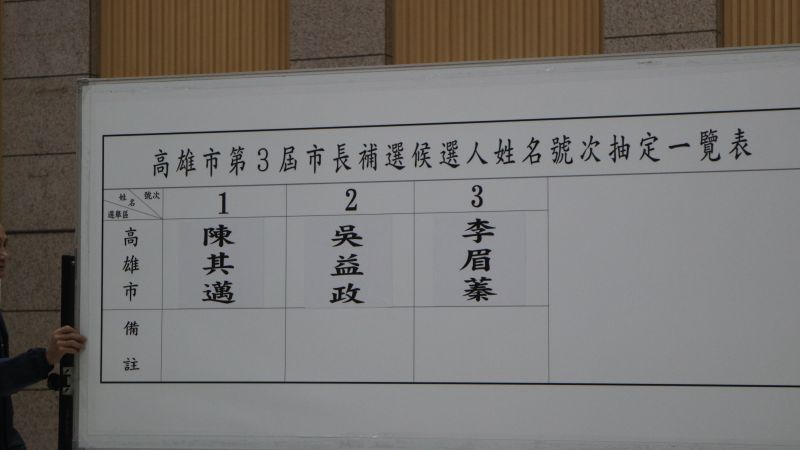 高雄市第3屆市長補選候選人姓名號次抽定一覽表
號次
姓名
選舉區
1
2
3
高雄市
陳其邁
吳益政
李眉蓁
備註